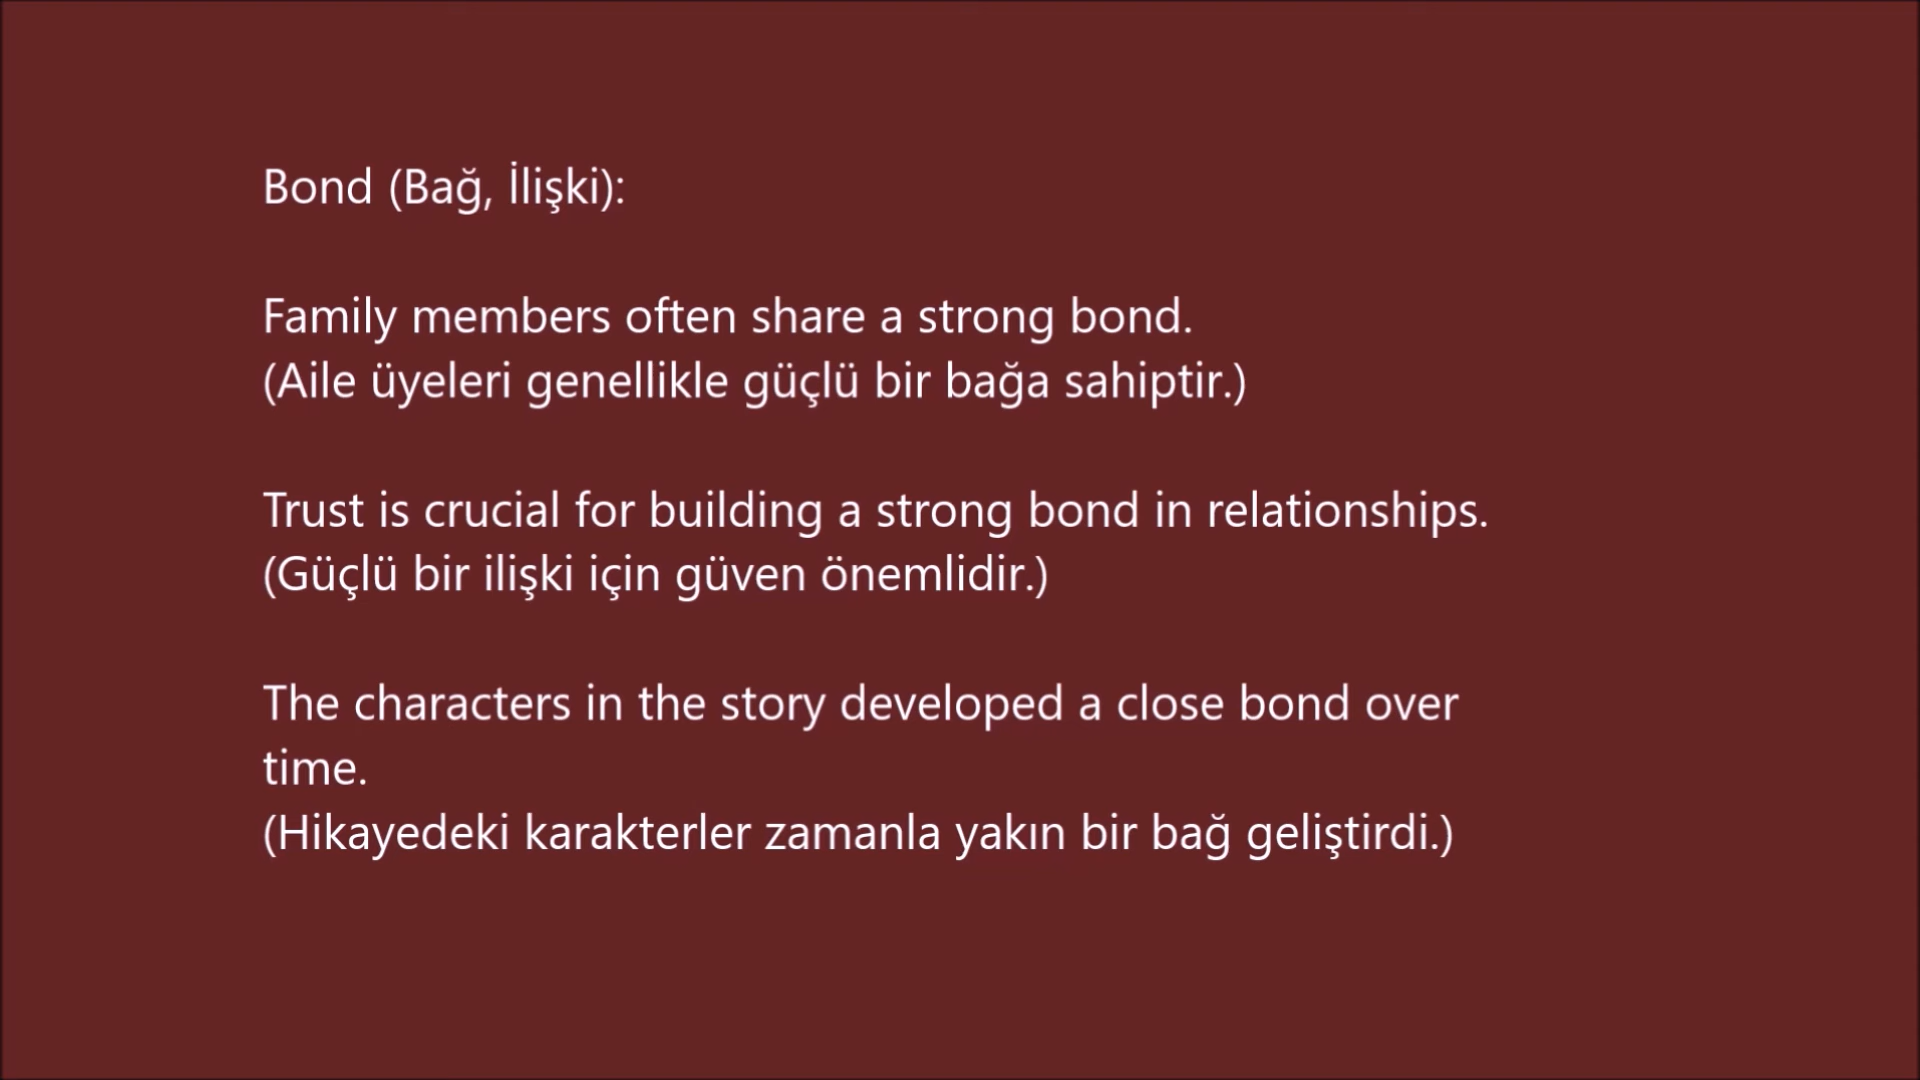 Bond (Bağ, İlişki):
Family members often share a strong bond.
(Aile üyeleri genellikle güçlü bir bağa sahiptir.)
Trust is crucial for building a strong bond in relationships.
(Güçlü bir ilişki için güven önemlidir.)
The characters in the story developed a close bond over
time.
(Hikayedeki karakterler zamanla yakın bir bağ geliştirdi.)